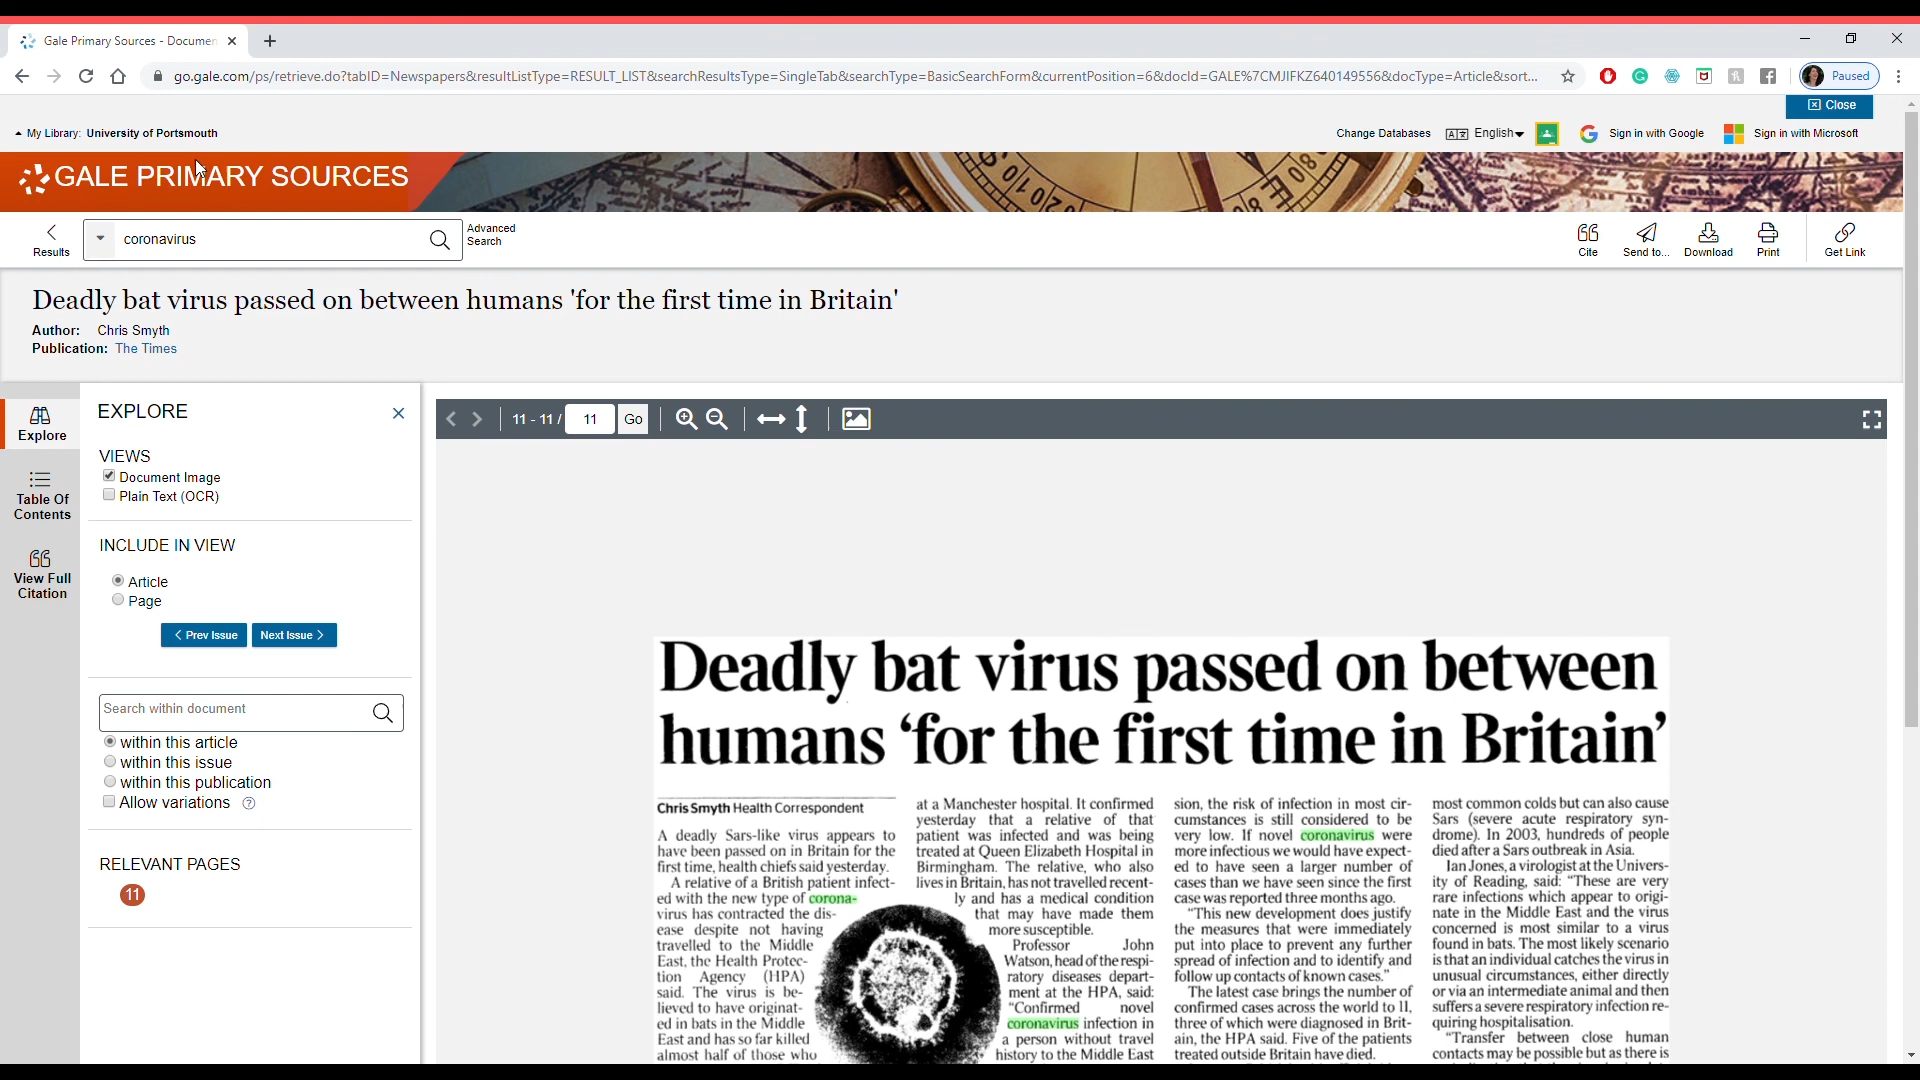 Gale Primary Sources - Documen
go.gale.com/ps/retrieve.do?tabID=Newspapers&resultListType=RESULT_LIST&searchResultsType=SingleTab&searchType=BasicSearchForm&currentPosition=6&docId=GALE%7CMJIFKZ640149556&docType=Article&sort...
Paused
Close
My Library: University of Portsmouth
Change Databases
English
Sign in with Google
Sign in with Microsoft
GALE PRIMARY SOURCES
Results
coronavirus
Advanced
Search
Cite
Send to...
Download
Print
Get Link
Deadly bat virus passed on between humans 'for the first time in Britain'
Author: Chris Smyth
Publication: The Times
Explore
Table Of
Contents
View Full
Citation
EXPLORE
VIEWS
Document Image
Plain Text (OCR)
INCLUDE IN VIEW
Article
Page
< Prev Issue
Next Issue >
Search within document
within this article
within this issue
within this publication
Allow variations ?
RELEVANT PAGES
11
11 - 11 / 11 Go
Deadly bat virus passed on between
humans ‘for the first time in Britain’
Chris Smyth Health Correspondent
A deadly Sars-like virus appears to
have been passed on in Britain for the
first time, health chiefs said yesterday.
A relative of a British patient infect-
ed with the new type of corona-
virus has contracted the dis-
ease despite not having
travelled to the Middle
East, the Health Protec-
tion Agency (HPA)
said. The virus is be-
lieved to have originat-
ed in bats in the Middle
East and has so far killed
almost half of those who
at a Manchester hospital. It confirmed
yesterday that a relative of that
patient was infected and was being
treated at Queen Elizabeth Hospital in
Birmingham. The relative, who also
lives in Britain, has not travelled recent-
ly and has a medical condition
that may have made them
more susceptible.
Professor John
Watson, head of the respi-
ratory diseases depart-
ment at the HPA, said:
“Confirmed novel
coronavirus infection in
a person without travel
history to the Middle East
sion, the risk of infection in most cir-
cumstances is still considered to be
very low. If novel coronavirus were
more infectious we would have expect-
ed to have seen a larger number of
cases than we have seen since the first
case was reported three months ago.
“This new development does justify
the measures that were immediately
put into place to prevent any further
spread of infection and to identify and
follow up contacts of known cases.”
The latest case brings the number of
confirmed cases across the world to 11,
three of which were diagnosed in Brit-
ain, the HPA said. Five of the patients
treated outside Britain have died.
most common colds but can also cause
Sars (severe acute respiratory syn-
drome). In 2003, hundreds of people
died after a Sars outbreak in Asia.
Ian Jones, a virologist at the Univers-
ity of Reading, said: “These are very
rare infections which appear to origi-
nate in the Middle East and the virus
concerned is most similar to a virus
found in bats. The most likely scenario
is that an individual catches the virus in
unusual circumstances, either directly
or via an intermediate animal and then
suffers a severe respiratory infection re-
quiring hospitalisation.
“Transfer between close human
contacts may be possible but as there is